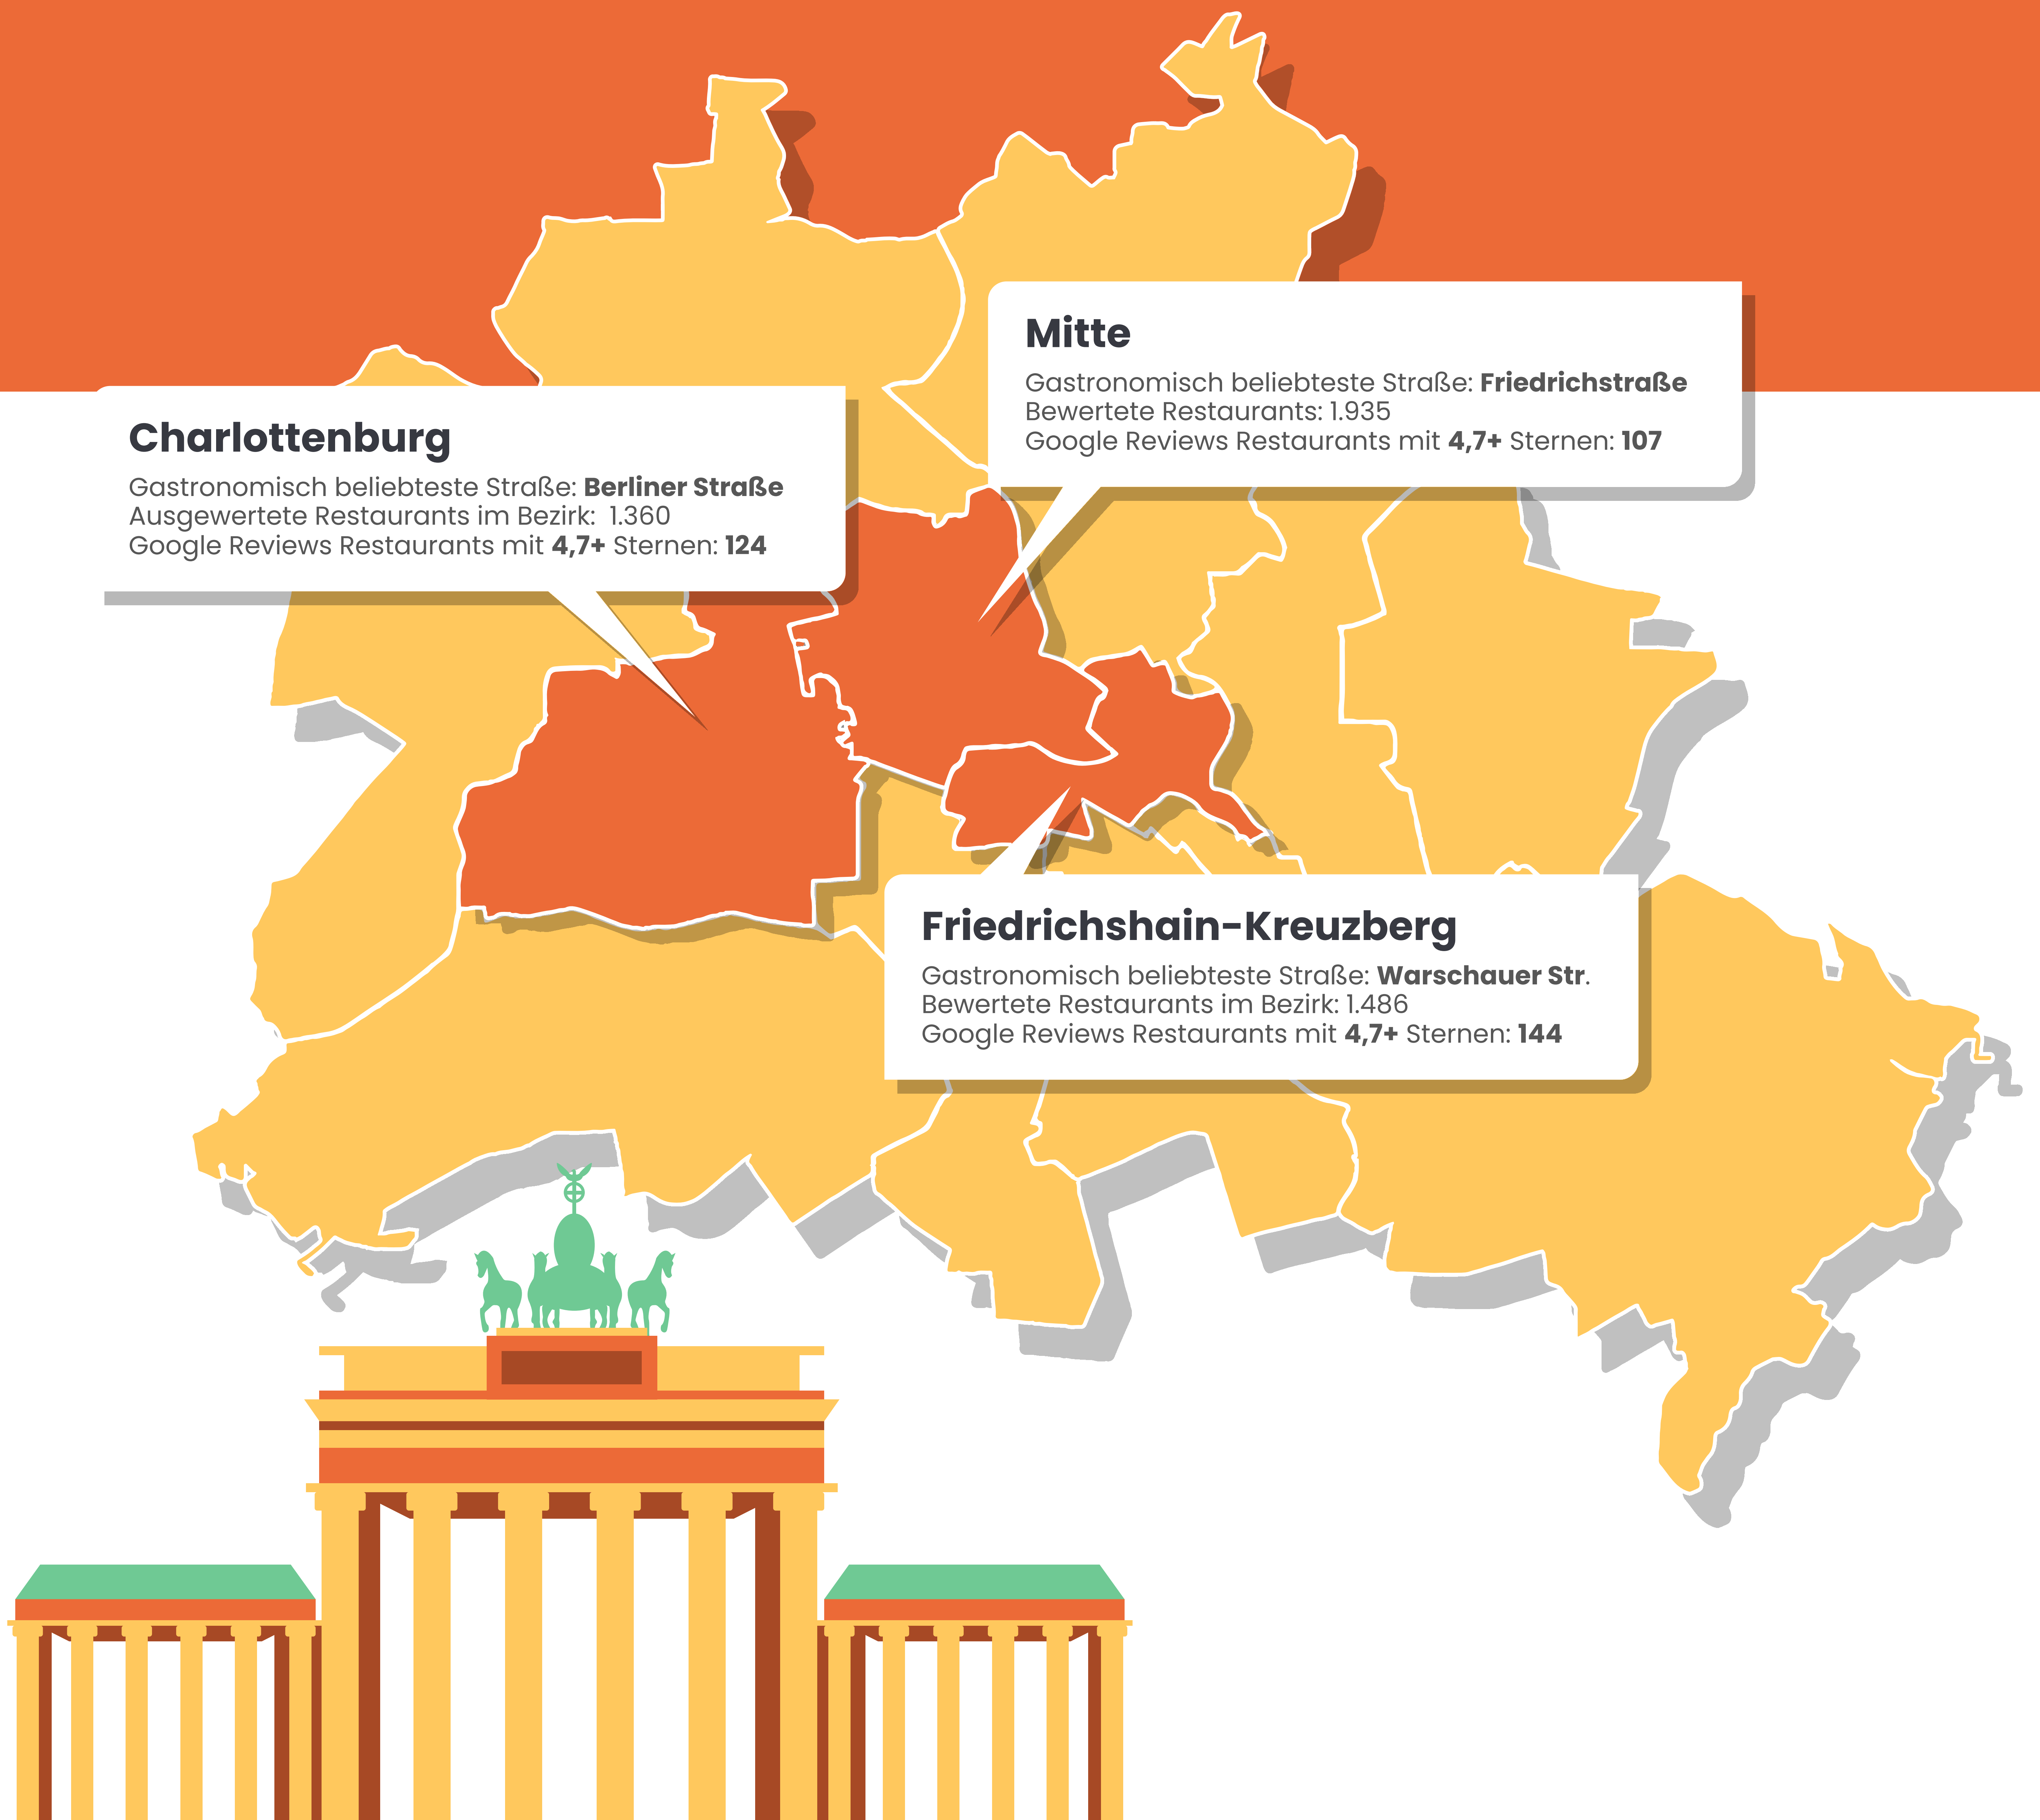 Mitte
Gastronomisch beliebteste Straße: Friedrichstraße
Bewertete Restaurants: 1.935
Google Reviews Restaurants mit 4,7+ Sternen: 107
Charlottenburg
Gastronomisch beliebteste Straße: Berliner Straße
Ausgewertete Restaurants im Bezirk: 1.360
Google Reviews Restaurants mit 4,7+ Sternen: 124
Friedrichshain-Kreuzberg
Gastronomisch beliebteste Straße: Warschauer Str.
Bewertete Restaurants im Bezirk: 1.486
Google Reviews Restaurants mit 4,7+ Sternen: 144